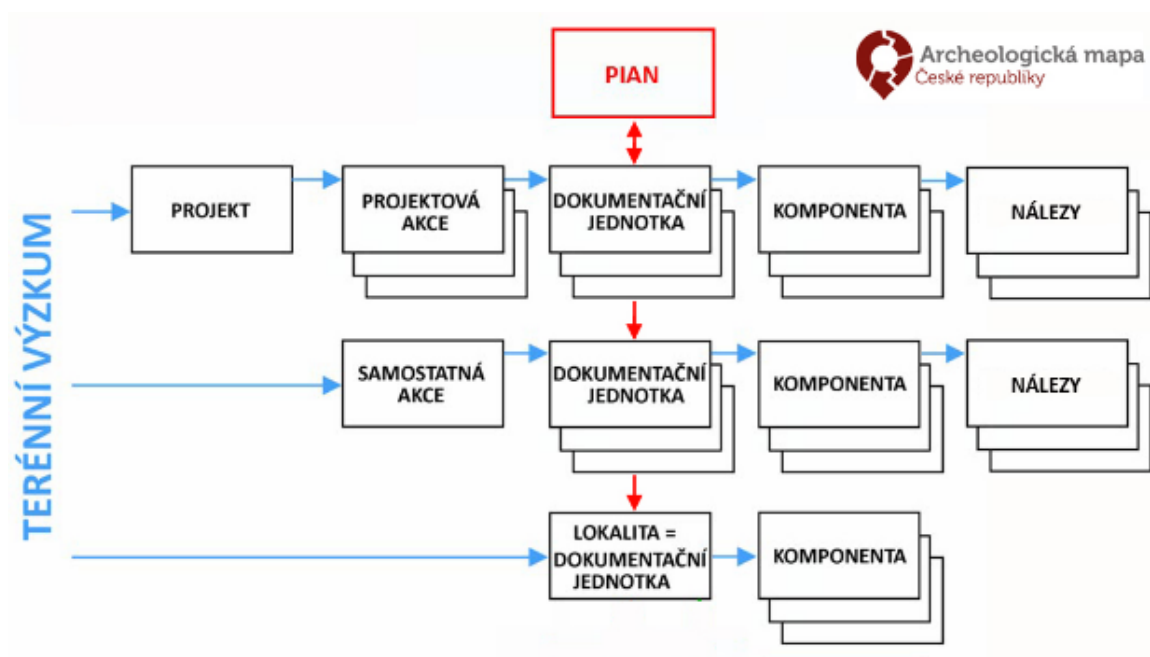 PIAN
Archeologická mapa
České republiky
TERÉNNÍ VÝZKUM
PROJEKT
PROJEKTOVÁ
AKCE
DOKUMENTAČNÍ
JEDNOTKA
KOMPONENTA
NÁLEZY
SAMOSTATNÁ
AKCE
DOKUMENTAČNÍ
JEDNOTKA
KOMPONENTA
NÁLEZY
LOKALITA =
DOKUMENTAČNÍ
JEDNOTKA
KOMPONENTA